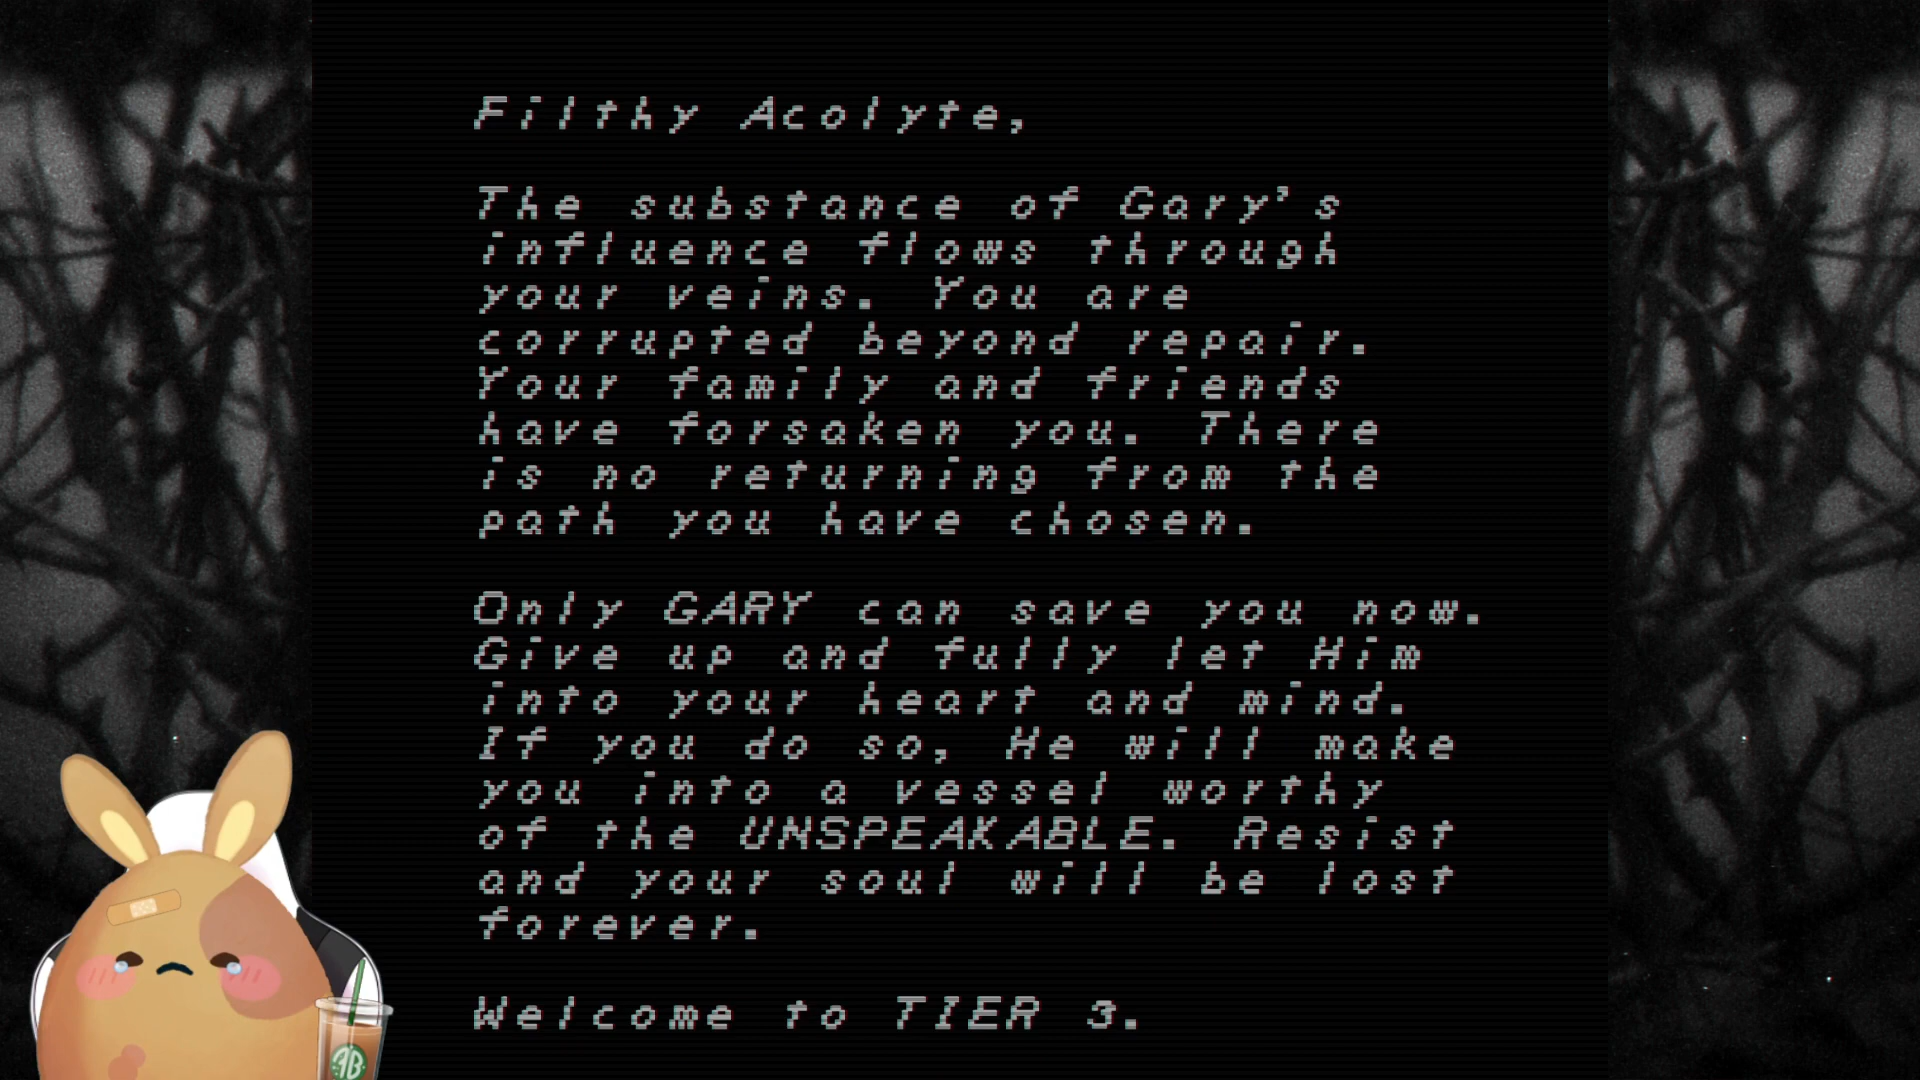 Filthy Acolyte,
The substance of Gary's
influence flows through
your veins. You are
corrupted beyond repair.
Your family and friends
have forsaken you. There
is no returning from the
path you have chosen.
Only GARY can save you now.
Give up and fully let Him
into your heart and mind.
If you do so, He will make
you into a vessel worthy
of the UNSPEAKABLE. Resist
and your soul will be lost
forever.
Welcome to TIER 3.
AB